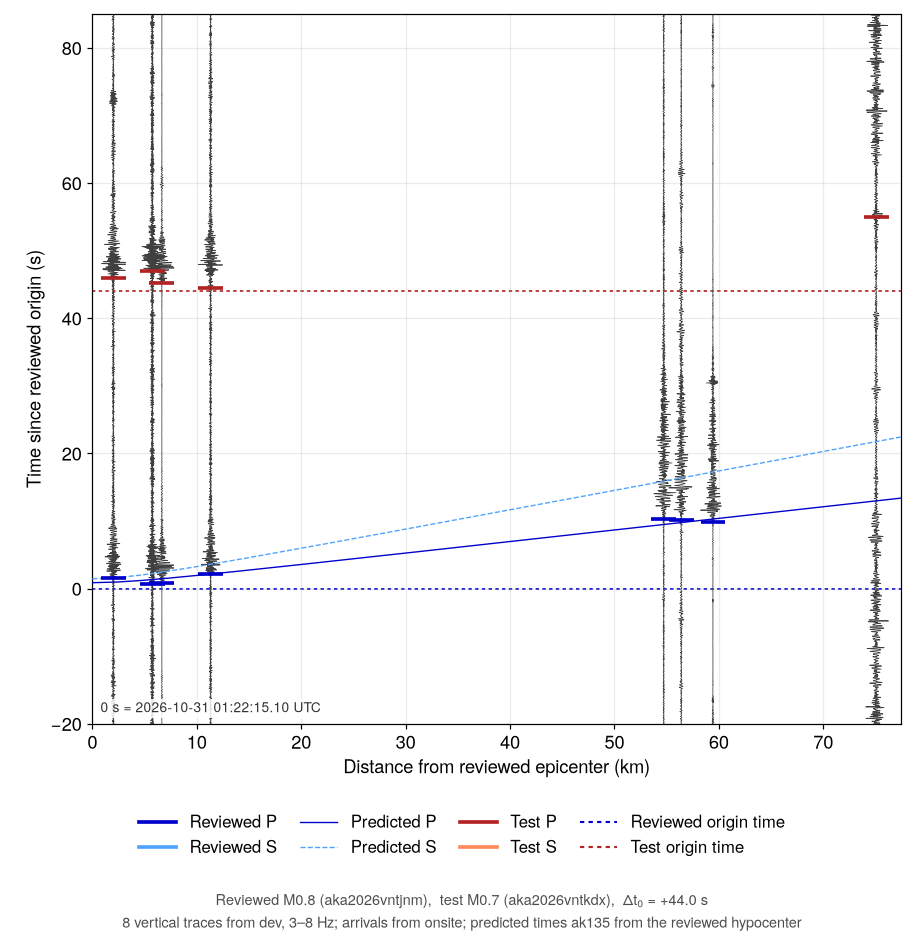 80
60
40
20
0
−20
Time since reviewed origin (s)
0 s = 2026-10-31 01:22:15.10 UTC
0 10 20 30 40 50 60 70
Distance from reviewed epicenter (km)
Reviewed P Predicted P Test P Reviewed origin time
Reviewed S Predicted S Test S Test origin time
Reviewed M0.8 (aka2026vntjnm), test M0.7 (aka2026vntkdx), Δt₀ = +44.0 s
8 vertical traces from dev, 3–8 Hz; arrivals from onsite; predicted times ak135 from the reviewed hypocenter